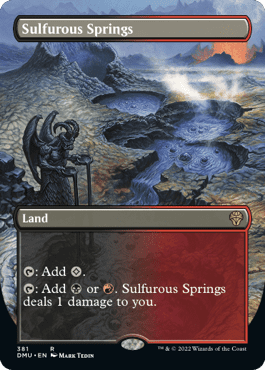 Sulfurous Springs
Land
: Add .
: Add or . Sulfurous Springs
deals 1 damage to you.
381 R
DMU • EN MARK TEDIN
™ & © 2022 Wizards of the Coast